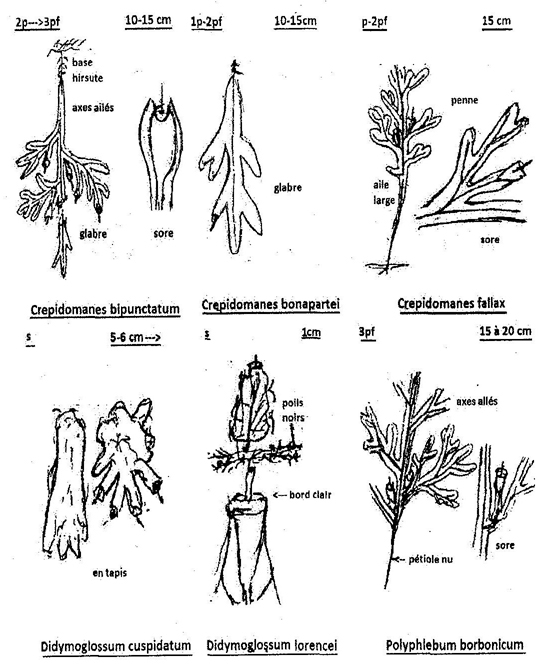 2p--->3pf 10-15 cm 1p-2pf 10-15cm p-2pf 15 cm
base
hirsute
axes ailés
penne
glabre
aile
large
glabre sore sore
Crepidomanes bipunctatum Crepidomanes bonapartei Crepidomanes fallax
s 5-6 cm ---> s 1cm 3pf 15 à 20 cm
poils
noirs
axes ailés
<-- bord clair
sore
<-- pétiole nu
en tapis
Didymoglossum cuspidatum Didymoglossum lorencei Polyphlebum borbonicum